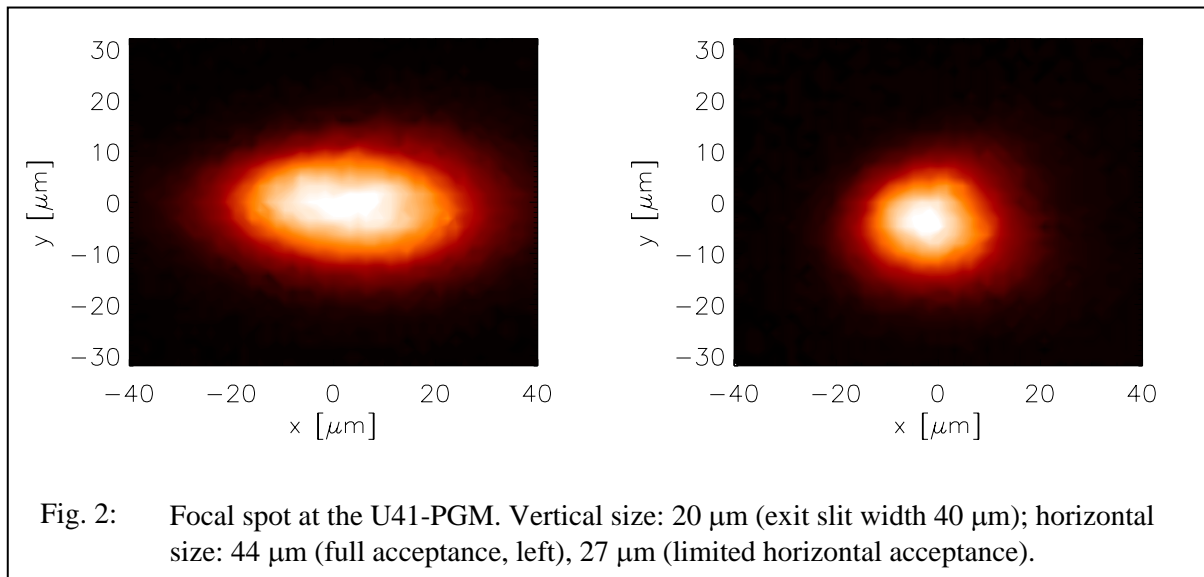 30
20
10
0
−10
−20
−30
y [μm]
−40 −20 0 20 40
x [μm]
30
20
10
0
−10
−20
−30
y [μm]
−40 −20 0 20 40
x [μm]
Fig. 2: Focal spot at the U41-PGM. Vertical size: 20 μm (exit slit width 40 μm); horizontal
size: 44 μm (full acceptance, left), 27 μm (limited horizontal acceptance).